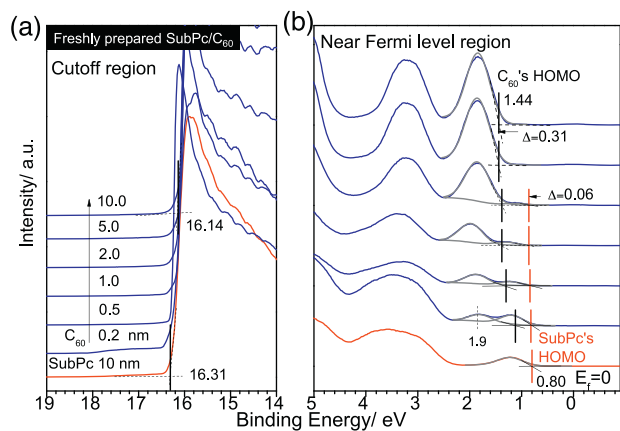 (a)
Freshly prepared SubPc/C60
Cutoff region
Intensity/ a.u.
10.0
5.0
2.0
1.0
0.5
C60
0.2 nm
SubPc 10 nm
16.14
16.31
19 18 17 16 15 14
(b)
Near Fermi level region
C60's HOMO
1.44
Δ=0.31
Δ=0.06
1.9
SubPc's
HOMO
0.80
Ef=0
5 4 3 2 1 0
Binding Energy/ eV